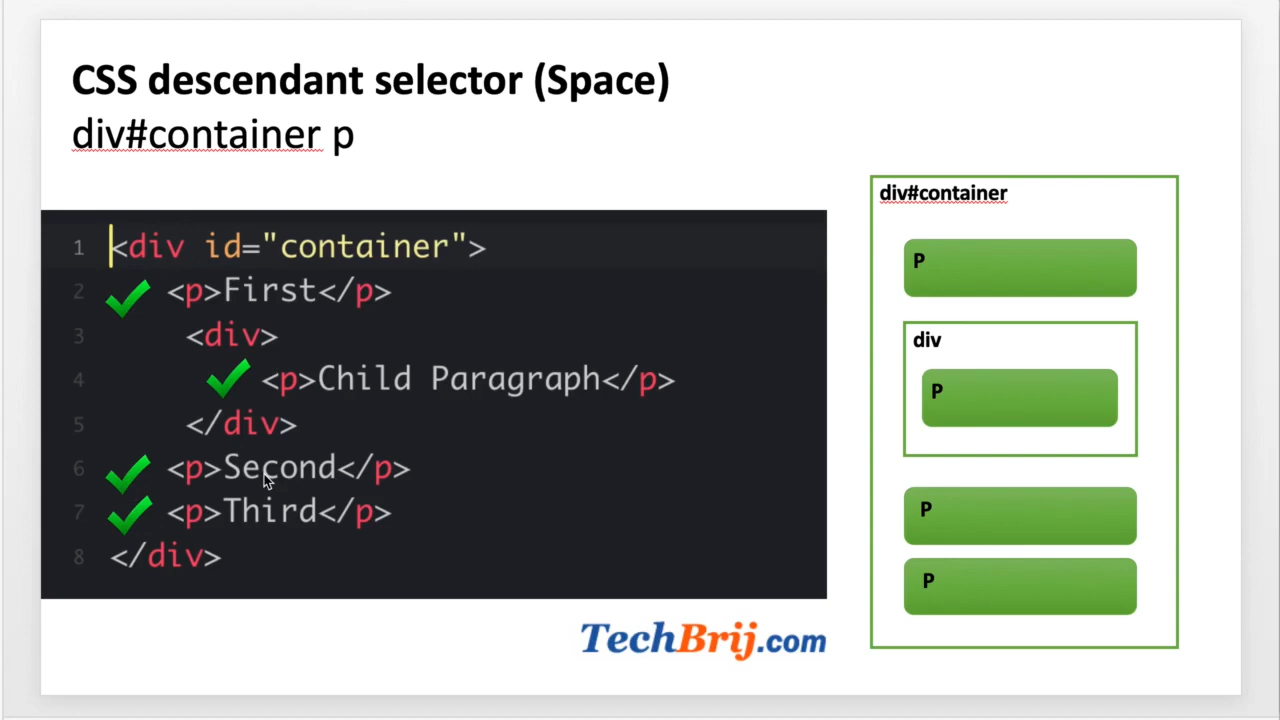 CSS descendant selector (Space)
div#container p
1 <div id="container">
2 <p>First</p>
3 <div>
4 <p>Child Paragraph</p>
5 </div>
6 <p>Second</p>
7 <p>Third</p>
8 </div>
div#container
P
div
P
P
P
TechBrij.com